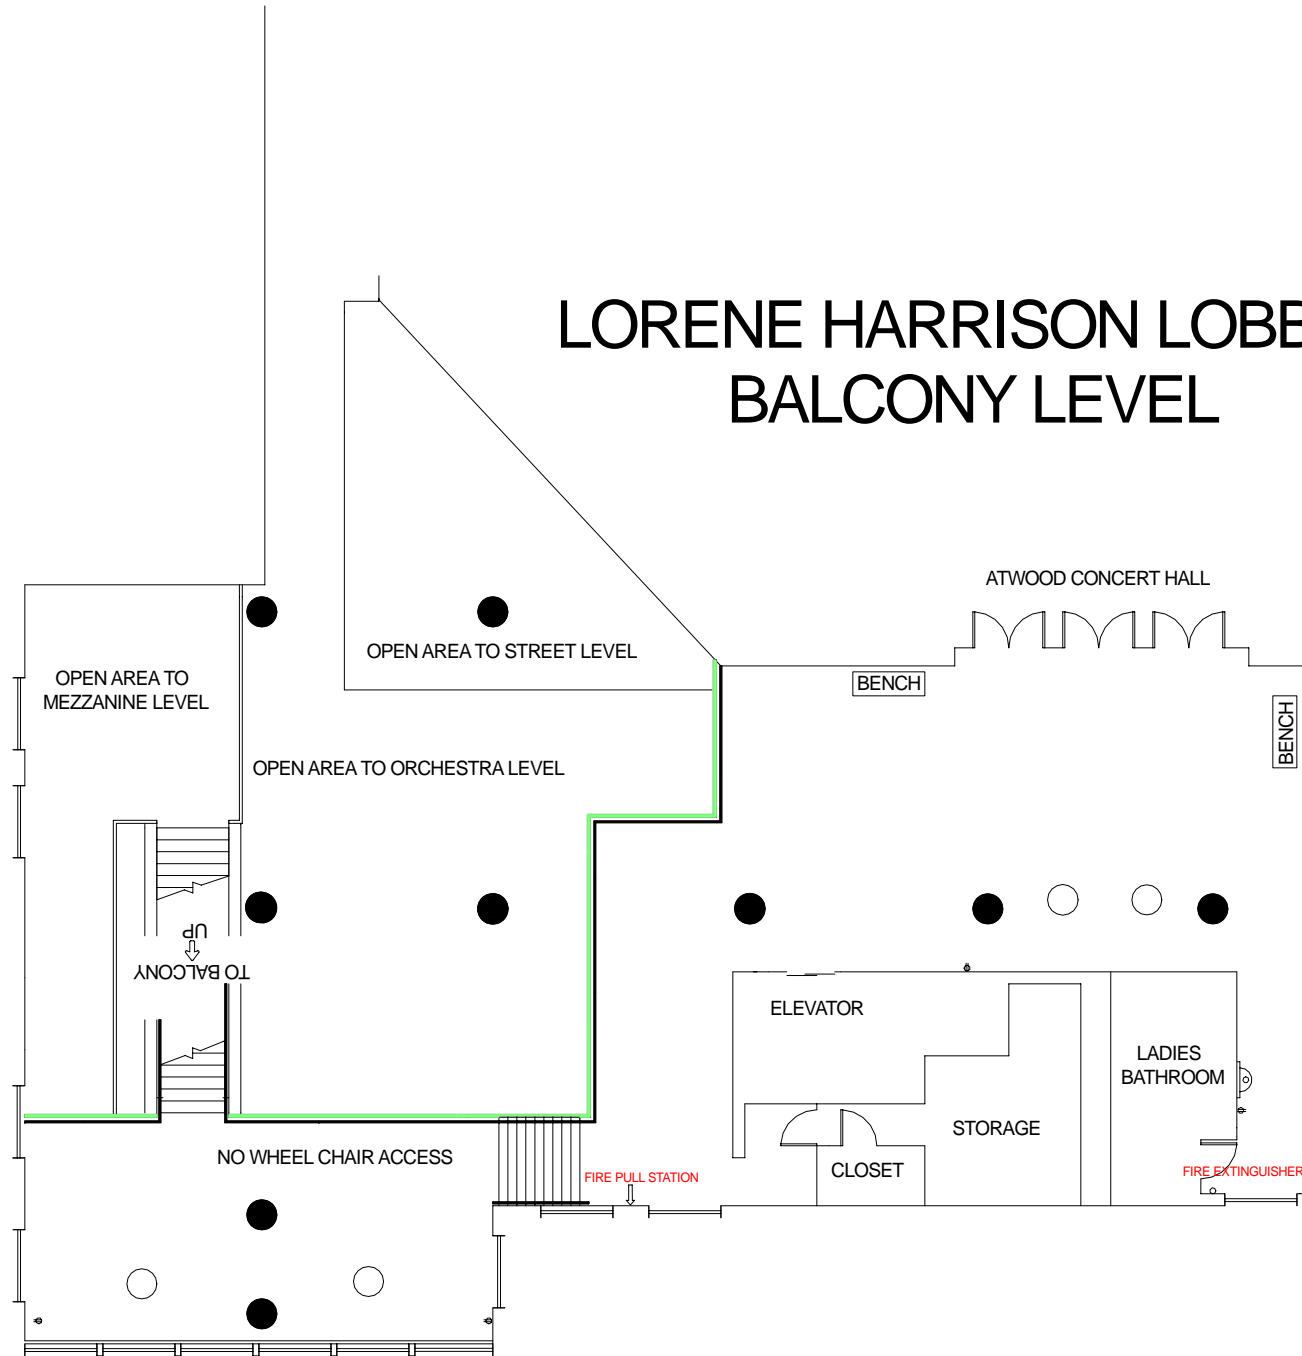 LORENE HARRISON LOBB
BALCONY LEVEL
ATWOOD CONCERT HALL
OPEN AREA TO STREET LEVEL
OPEN AREA TO
MEZZANINE LEVEL
BENCH
BENCH
OPEN AREA TO ORCHESTRA LEVEL
UP
TO BALCONY
ELEVATOR
LADIES
BATHROOM
STORAGE
NO WHEEL CHAIR ACCESS
CLOSET
FIRE PULL STATION
FIRE EXTINGUISHER